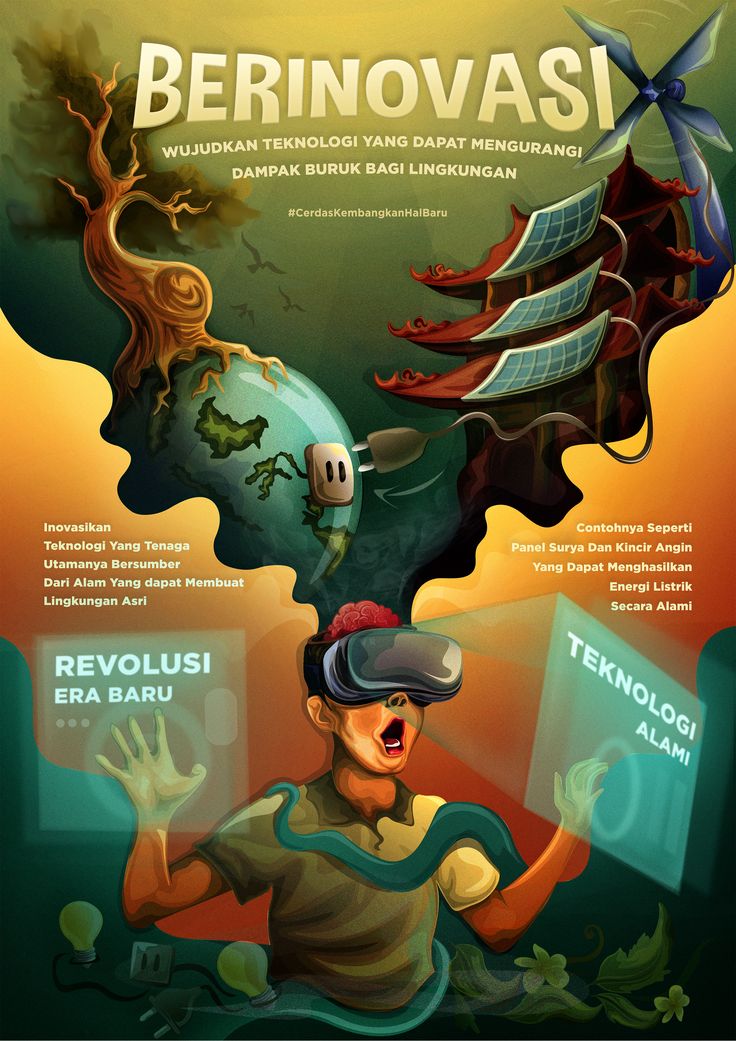 BERINOVASI
WUJUDKAN TEKNOLOGI YANG DAPAT MENGURANGI
DAMPAK BURUK BAGI LINGKUNGAN
#CerdasKembangkanHalBaru
Inovasikan
Teknologi Yang Tenaga
Utamanya Bersumber
Dari Alam Yang dapat Membuat
Lingkungan Asri
Contohnya Seperti
Panel Surya Dan Kincir Angin
Yang Dapat Menghasilkan
Energi Listrik
Secara Alami
REVOLUSI
ERA BARU
TEKNOLOGI
ALAMI